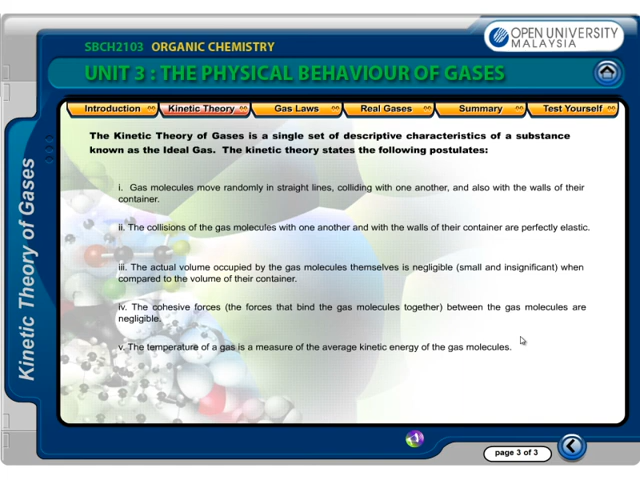 OPEN UNIVERSITY
MALAYSIA
SBCH2103 ORGANIC CHEMISTRY
UNIT 3 : THE PHYSICAL BEHAVIOUR OF GASES
Introduction
Kinetic Theory
Gas Laws
Real Gases
Summary
Test Yourself
Kinetic Theory of Gases
The Kinetic Theory of Gases is a single set of descriptive characteristics of a substance
known as the Ideal Gas. The kinetic theory states the following postulates:
i. Gas molecules move randomly in straight lines, colliding with one another, and also with the walls of their
container.
ii. The collisions of the gas molecules with one another and with the walls of their container are perfectly elastic.
iii. The actual volume occupied by the gas molecules themselves is negligible (small and insignificant) when
compared to the volume of their container.
iv. The cohesive forces (the forces that bind the gas molecules together) between the gas molecules are
negligible.
v. The temperature of a gas is a measure of the average kinetic energy of the gas molecules.
page 3 of 3